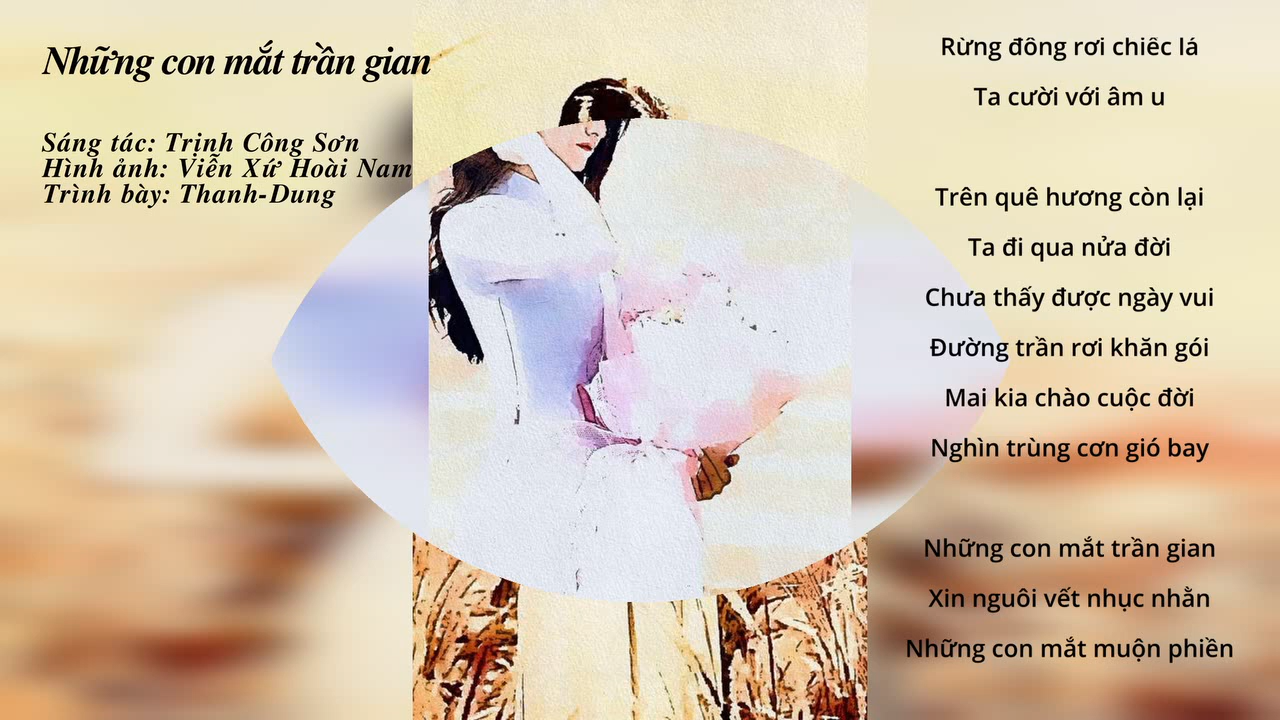 Những con mắt trần gian
Sáng tác: Trịnh Công Sơn
Hình ảnh: Viễn Xứ Hoài Nam
Trình bày: Thanh-Dung
Rừng đông rơi chiếc lá
Ta cười với âm u
Trên quê hương còn lại
Ta đi qua nửa đời
Chưa thấy được ngày vui
Đường trần rơi khăn gói
Mai kia chào cuộc đời
Nghìn trùng cơn gió bay
Những con mắt trần gian
Xin nguôi vết nhục nhằn
Những con mắt muộn phiền